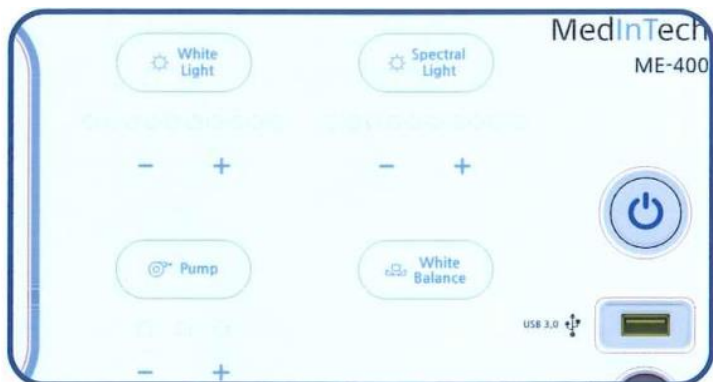 MedInTech
ME-400
White
Light
Spectral
Light
− +
− +
Pump
White
Balance
USB 3.0
− +